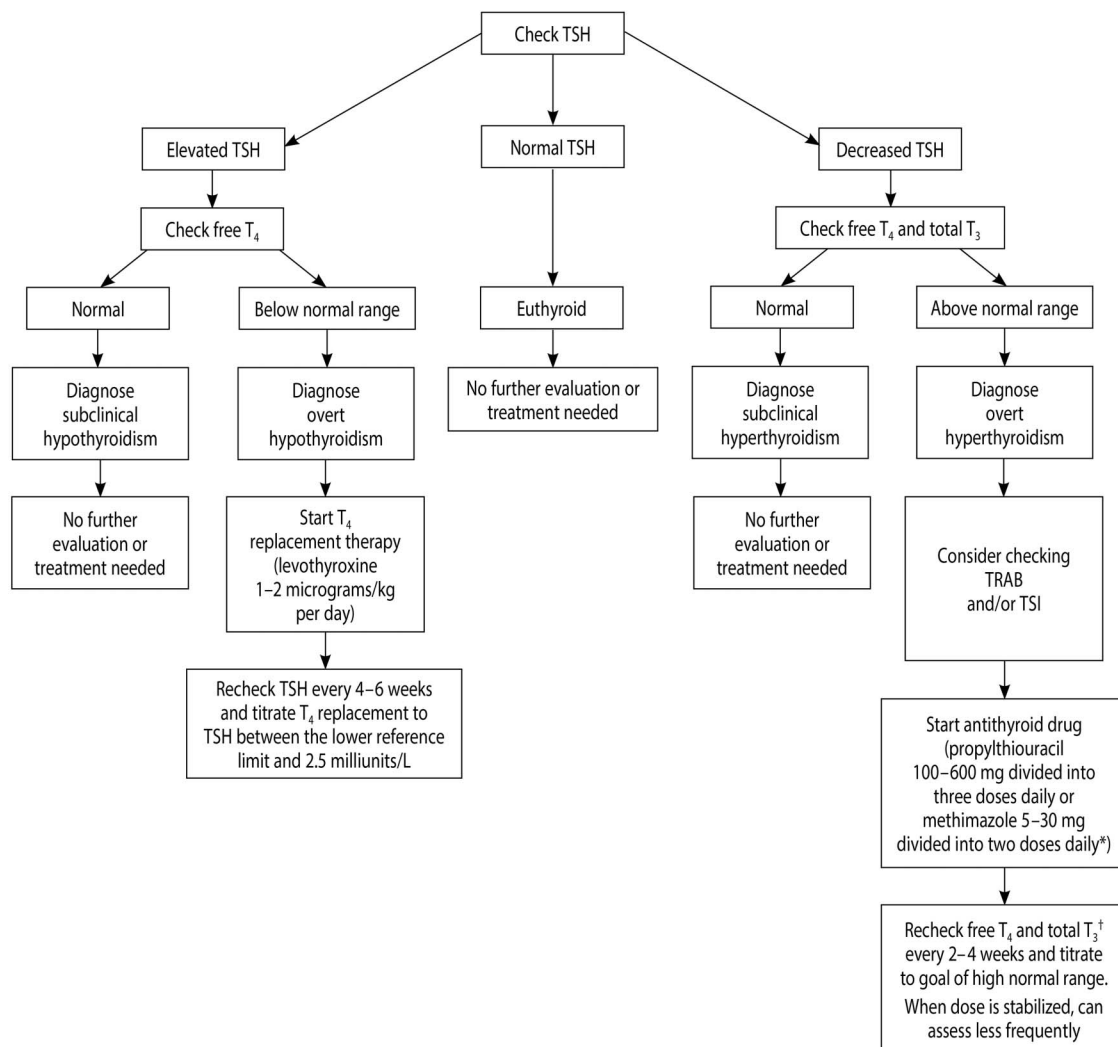 Check TSH
Elevated TSH
Normal TSH
Decreased TSH
Check free T₄
Check free T₄ and total T₃
Normal
Below normal range
Euthyroid
Normal
Above normal range
Diagnose
subclinical
hypothyroidism
Diagnose
overt
hypothyroidism
No further evaluation or
treatment needed
Diagnose
subclinical
hyperthyroidism
Diagnose
overt
hyperthyroidism
No further
evaluation or
treatment needed
Start T₄
replacement therapy
(levothyroxine
1–2 micrograms/kg
per day)
No further
evaluation or
treatment needed
Consider checking
TRAB
and/or TSI
Recheck TSH every 4–6 weeks
and titrate T₄ replacement to
TSH between the lower reference
limit and 2.5 milliunits/L
Start antithyroid drug
(propylthiouracil
100–600 mg divided into
three doses daily or
methimazole 5–30 mg
divided into two doses daily*)
Recheck free T₄ and total T₃†
every 2–4 weeks and titrate
to goal of high normal range.
When dose is stabilized, can
assess less frequently